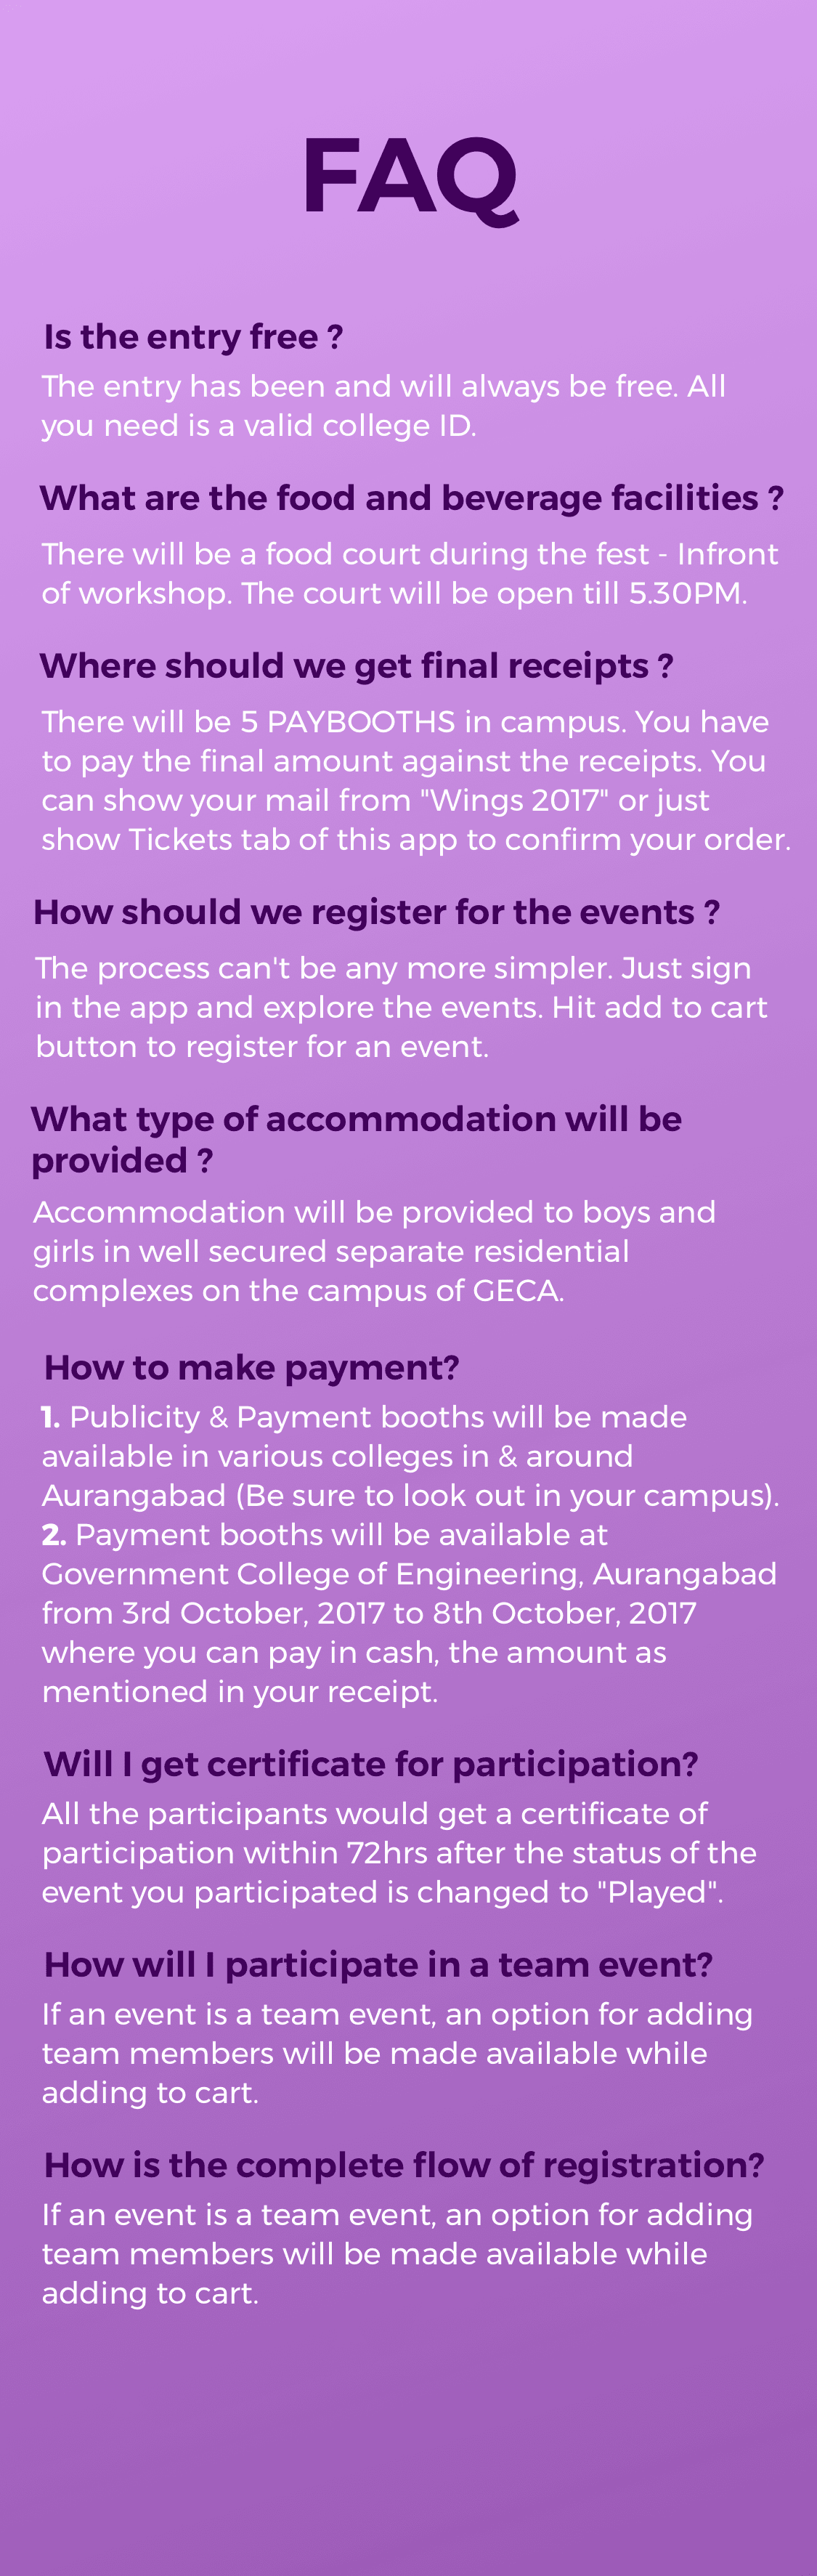 FAQ
Is the entry free ?
The entry has been and will always be free. All
you need is a valid college ID.
What are the food and beverage facilities ?
There will be a food court during the fest - Infront
of workshop. The court will be open till 5.30PM.
Where should we get final receipts ?
There will be 5 PAYBOOTHS in campus. You have
to pay the final amount against the receipts. You
can show your mail from "Wings 2017" or just
show Tickets tab of this app to confirm your order.
How should we register for the events ?
The process can't be any more simpler. Just sign
in the app and explore the events. Hit add to cart
button to register for an event.
What type of accommodation will be
provided ?
Accommodation will be provided to boys and
girls in well secured separate residential
complexes on the campus of GECA.
How to make payment?
1. Publicity & Payment booths will be made
available in various colleges in & around
Aurangabad (Be sure to look out in your campus).
2. Payment booths will be available at
Government College of Engineering, Aurangabad
from 3rd October, 2017 to 8th October, 2017
where you can pay in cash, the amount as
mentioned in your receipt.
Will I get certificate for participation?
All the participants would get a certificate of
participation within 72hrs after the status of the
event you participated is changed to "Played".
How will I participate in a team event?
If an event is a team event, an option for adding
team members will be made available while
adding to cart.
How is the complete flow of registration?
If an event is a team event, an option for adding
team members will be made available while
adding to cart.